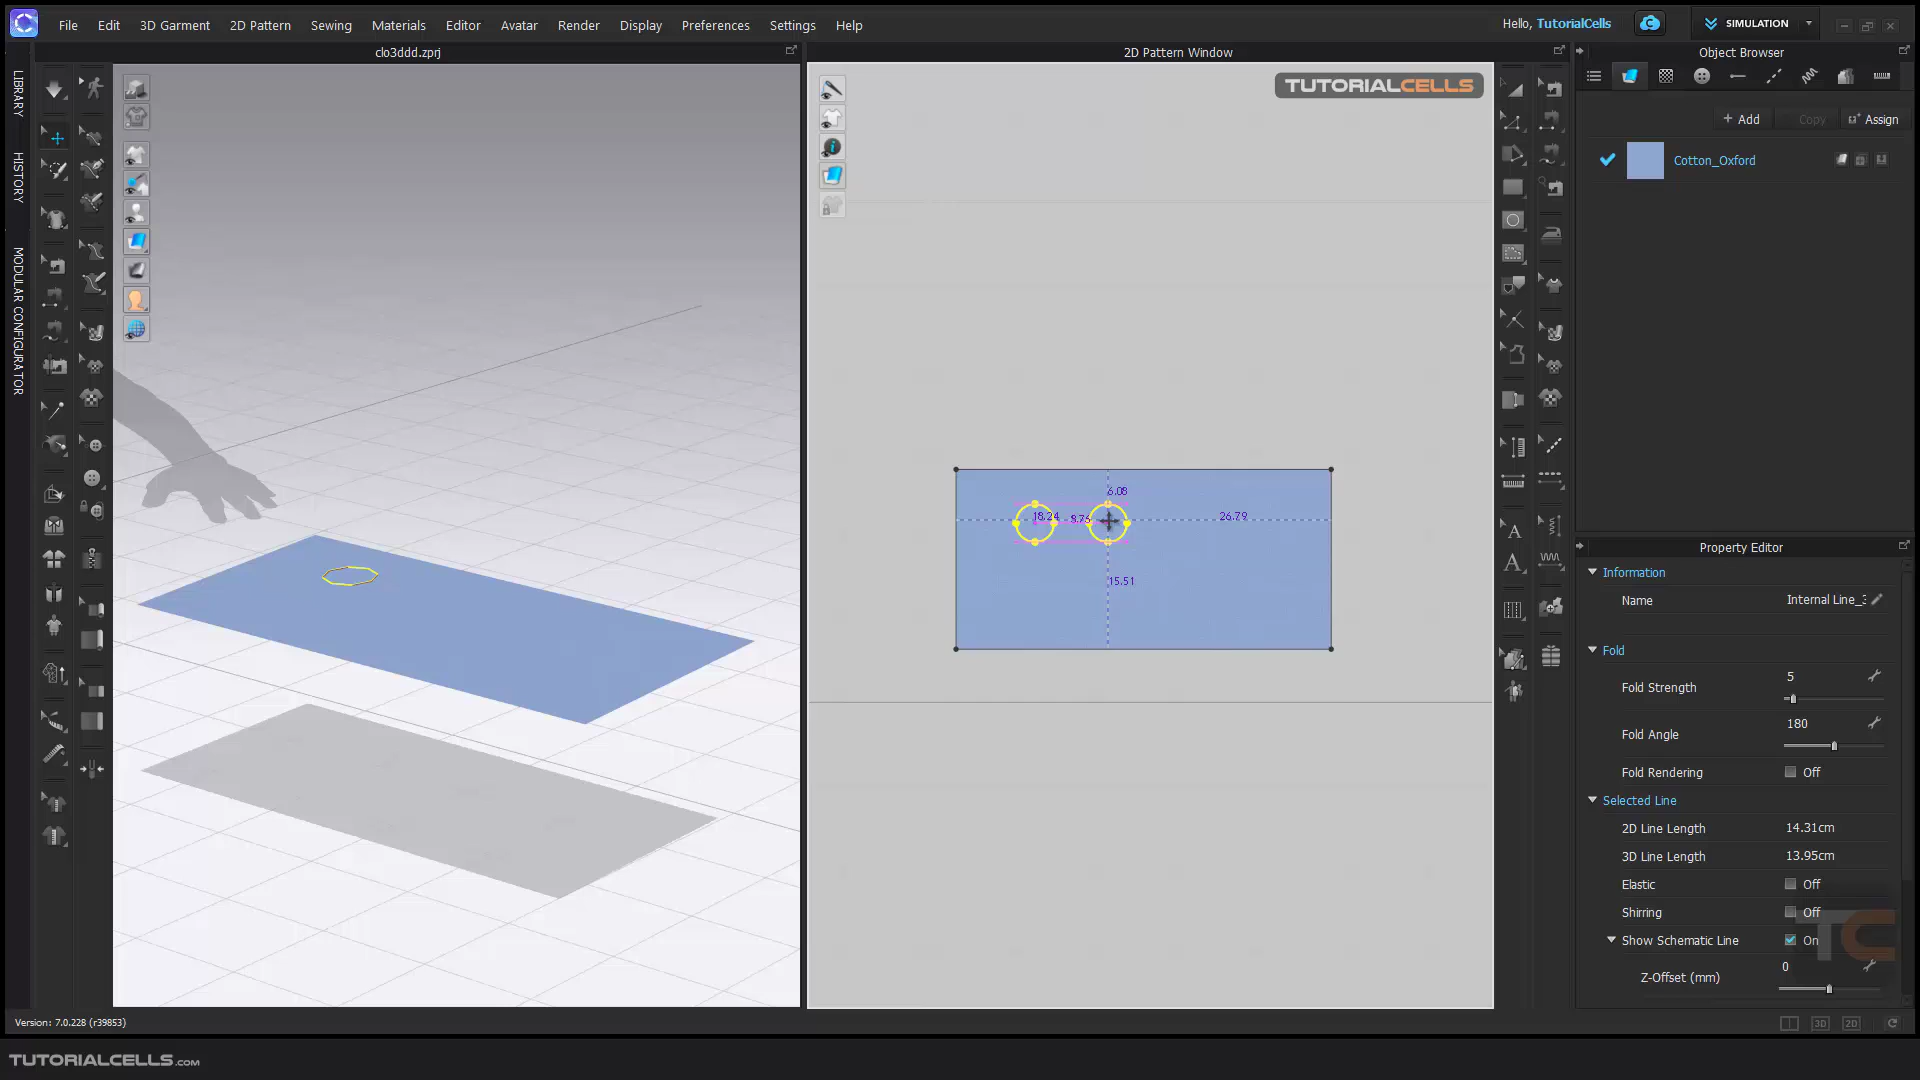 File Edit 3D Garment 2D Pattern Sewing Materials Editor Avatar Render Display Preferences Settings Help
Hello, TutorialCells
SIMULATION
clo3ddd.zprj
2D Pattern Window
Object Browser
LIBRARY
HISTORY
MODULAR CONFIGURATOR
TUTORIALCELLS
+ Add
Copy
Assign
Cotton_Oxford
6.08
18.24
26.79
15.51
Property Editor
Information
Name
Internal Line_3
Fold
Fold Strength
5
Fold Angle
180
Fold Rendering
Off
Selected Line
2D Line Length
14.31cm
3D Line Length
13.95cm
Elastic
Off
Shirring
Off
Show Schematic Line
On
Z-Offset (mm)
0
TC
Version: 7.0.228 (r39853)
3D
2D
TUTORIALCELLS.com